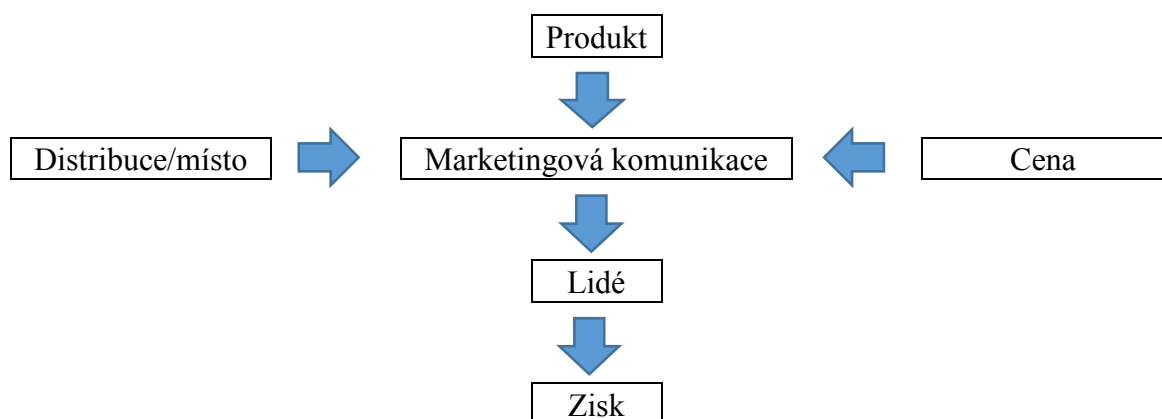 Produkt
Distribuce/místo
Marketingová komunikace
Cena
Lidé
Zisk